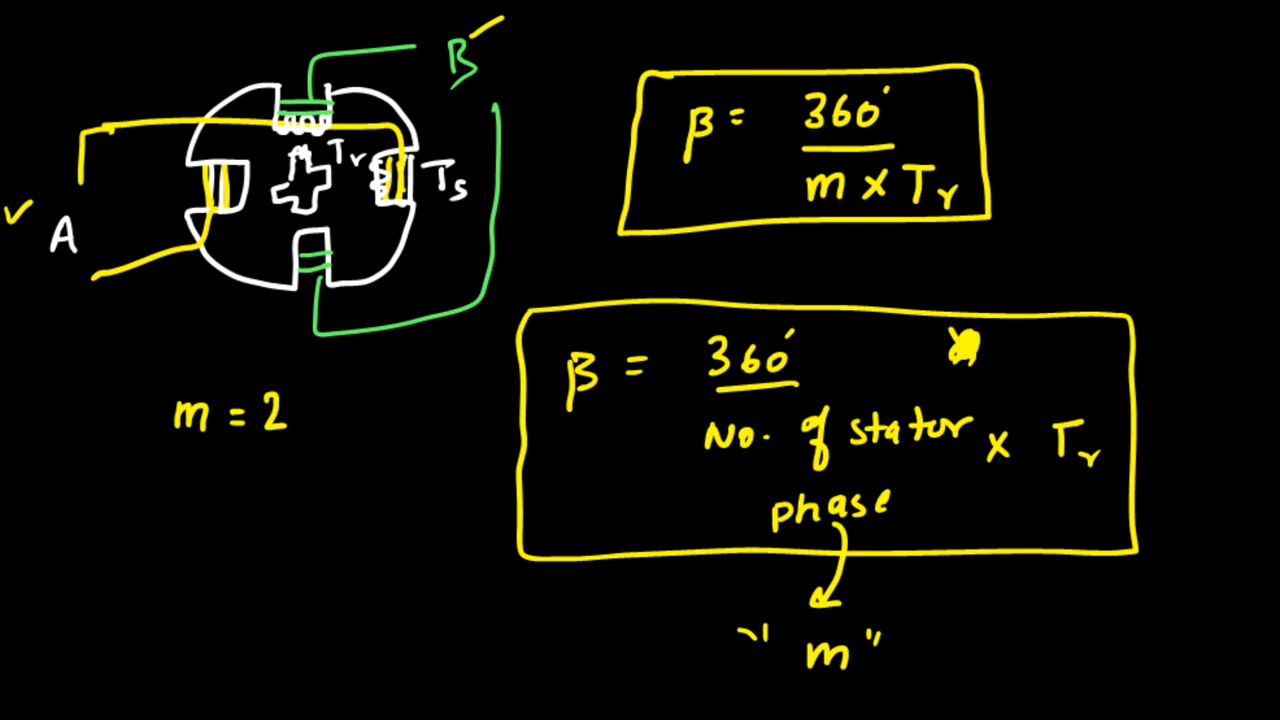 B
A
Tr
Ts
m = 2
β = 360°
m × Tr
β = 360°
No. of stator × Tr
phase
"m"